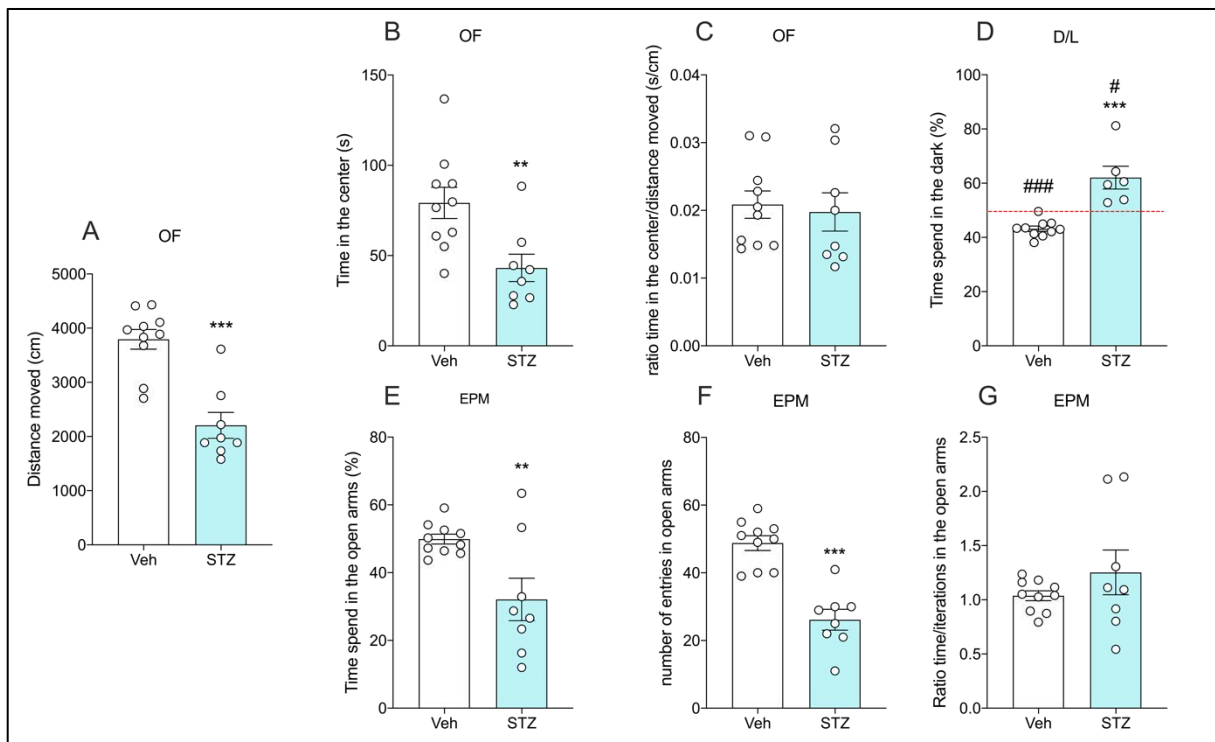 A
OF
Distance moved (cm)
5000
4000
3000
2000
1000
0
***
Veh
STZ
B
OF
Time in the center (s)
150
100
50
0
**
Veh
STZ
C
OF
ratio time in the center/distance moved (s/cm)
0.04
0.03
0.02
0.01
0.00
Veh
STZ
D
D/L
Time spend in the dark (%)
100
80
60
40
20
0
###
#
***
Veh
STZ
E
EPM
Time spend in the open arms (%)
80
60
40
20
0
**
Veh
STZ
F
EPM
number of entries in open arms
80
60
40
20
0
***
Veh
STZ
G
EPM
Ratio time/iterations in the open arms
2.5
2.0
1.5
1.0
0.5
0.0
Veh
STZ